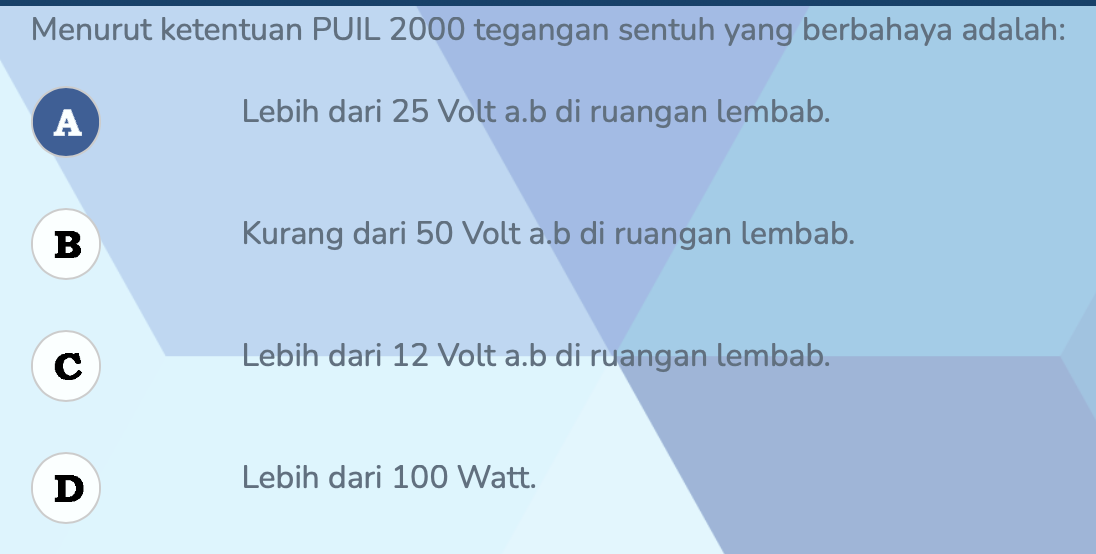 Menurut ketentuan PUIL 2000 tegangan sentuh yang berbahaya adalah:
A Lebih dari 25 Volt a.b di ruangan lembab.
B Kurang dari 50 Volt a.b di ruangan lembab.
C Lebih dari 12 Volt a.b di ruangan lembab.
D Lebih dari 100 Watt.